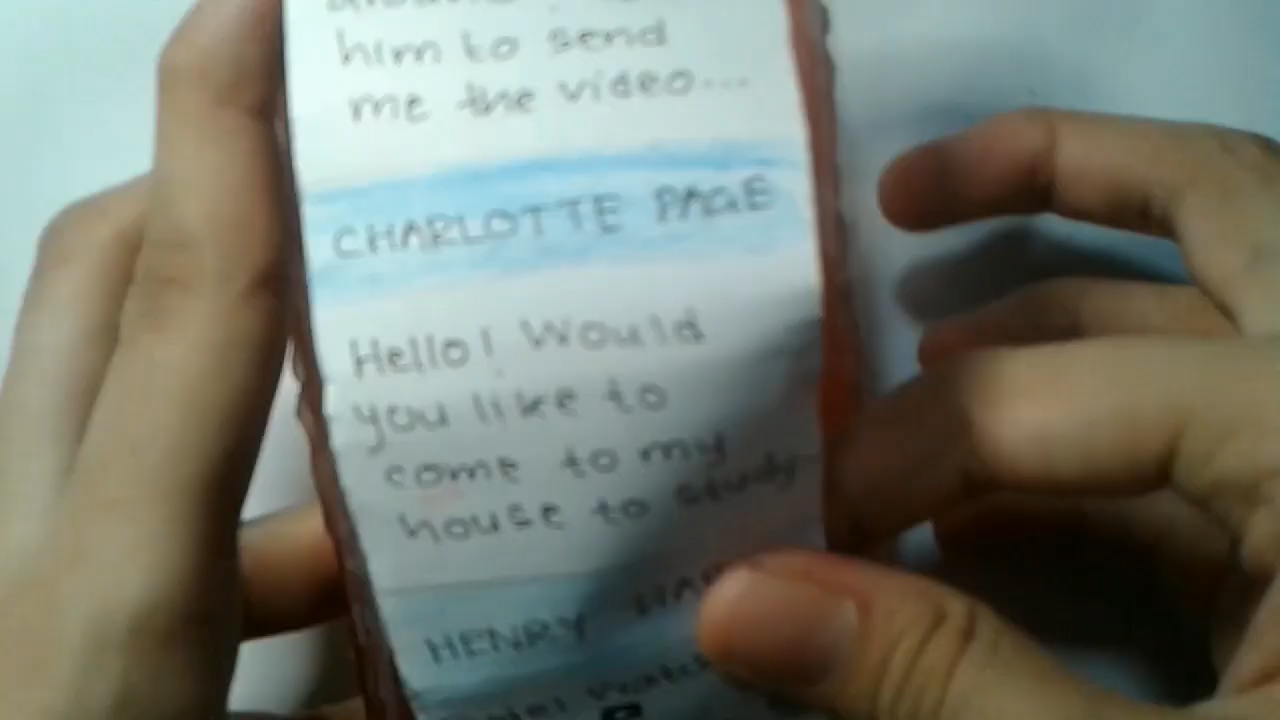 him to send
me the video...
CHARLOTTE PAGE
Hello! Would
you like to
come to my
house to study
HENRY